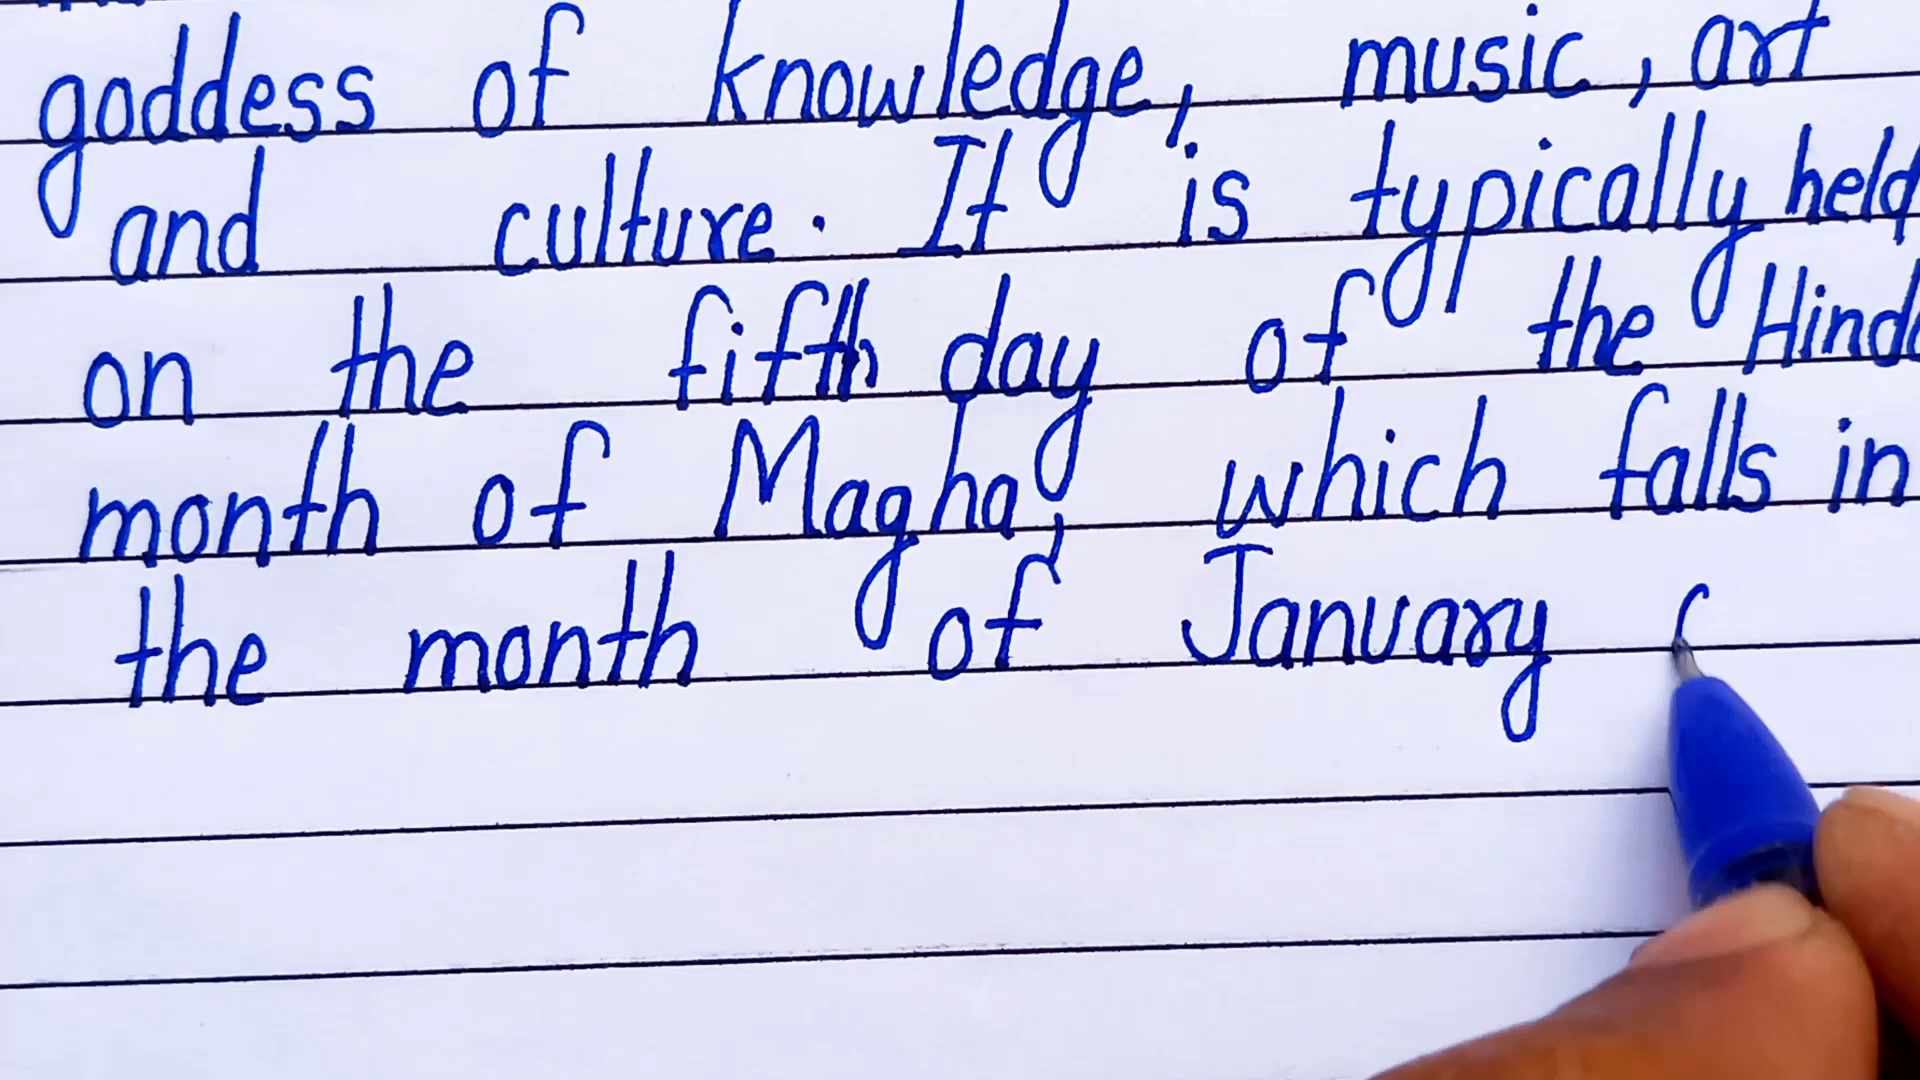 goddess of knowledge, music, art
and culture. It is typically held
on the fifth day of the Hind
month of Magha, which falls in
the month of January